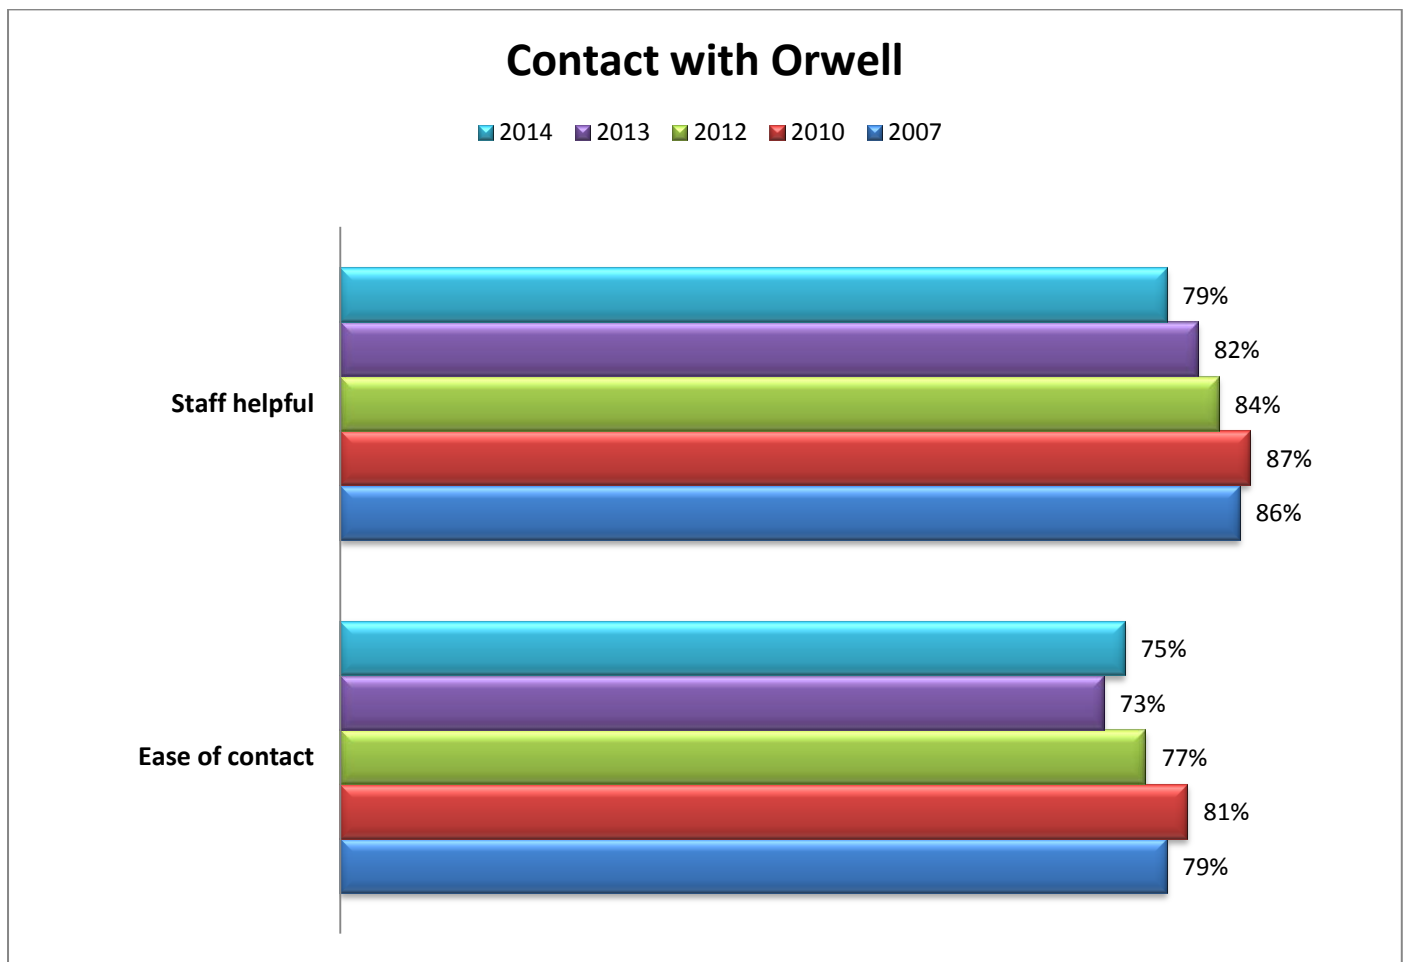 Contact with Orwell
2014 2013 2012 2010 2007
Staff helpful
79%
82%
84%
87%
86%
Ease of contact
75%
73%
77%
81%
79%